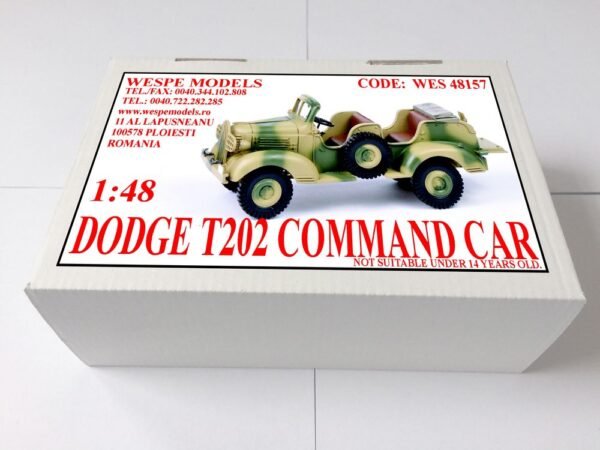 WESPE MODELS
TEL./FAX: 0040.344.102.808
TEL.: 0040.722.282.285
www.wespemodels.ro
11 AL LAPUSNEANU
100578 PLOIESTI
ROMANIA
CODE: WES 48157
1:48
DODGE T202 COMMAND CAR
NOT SUITABLE UNDER 14 YEARS OLD.